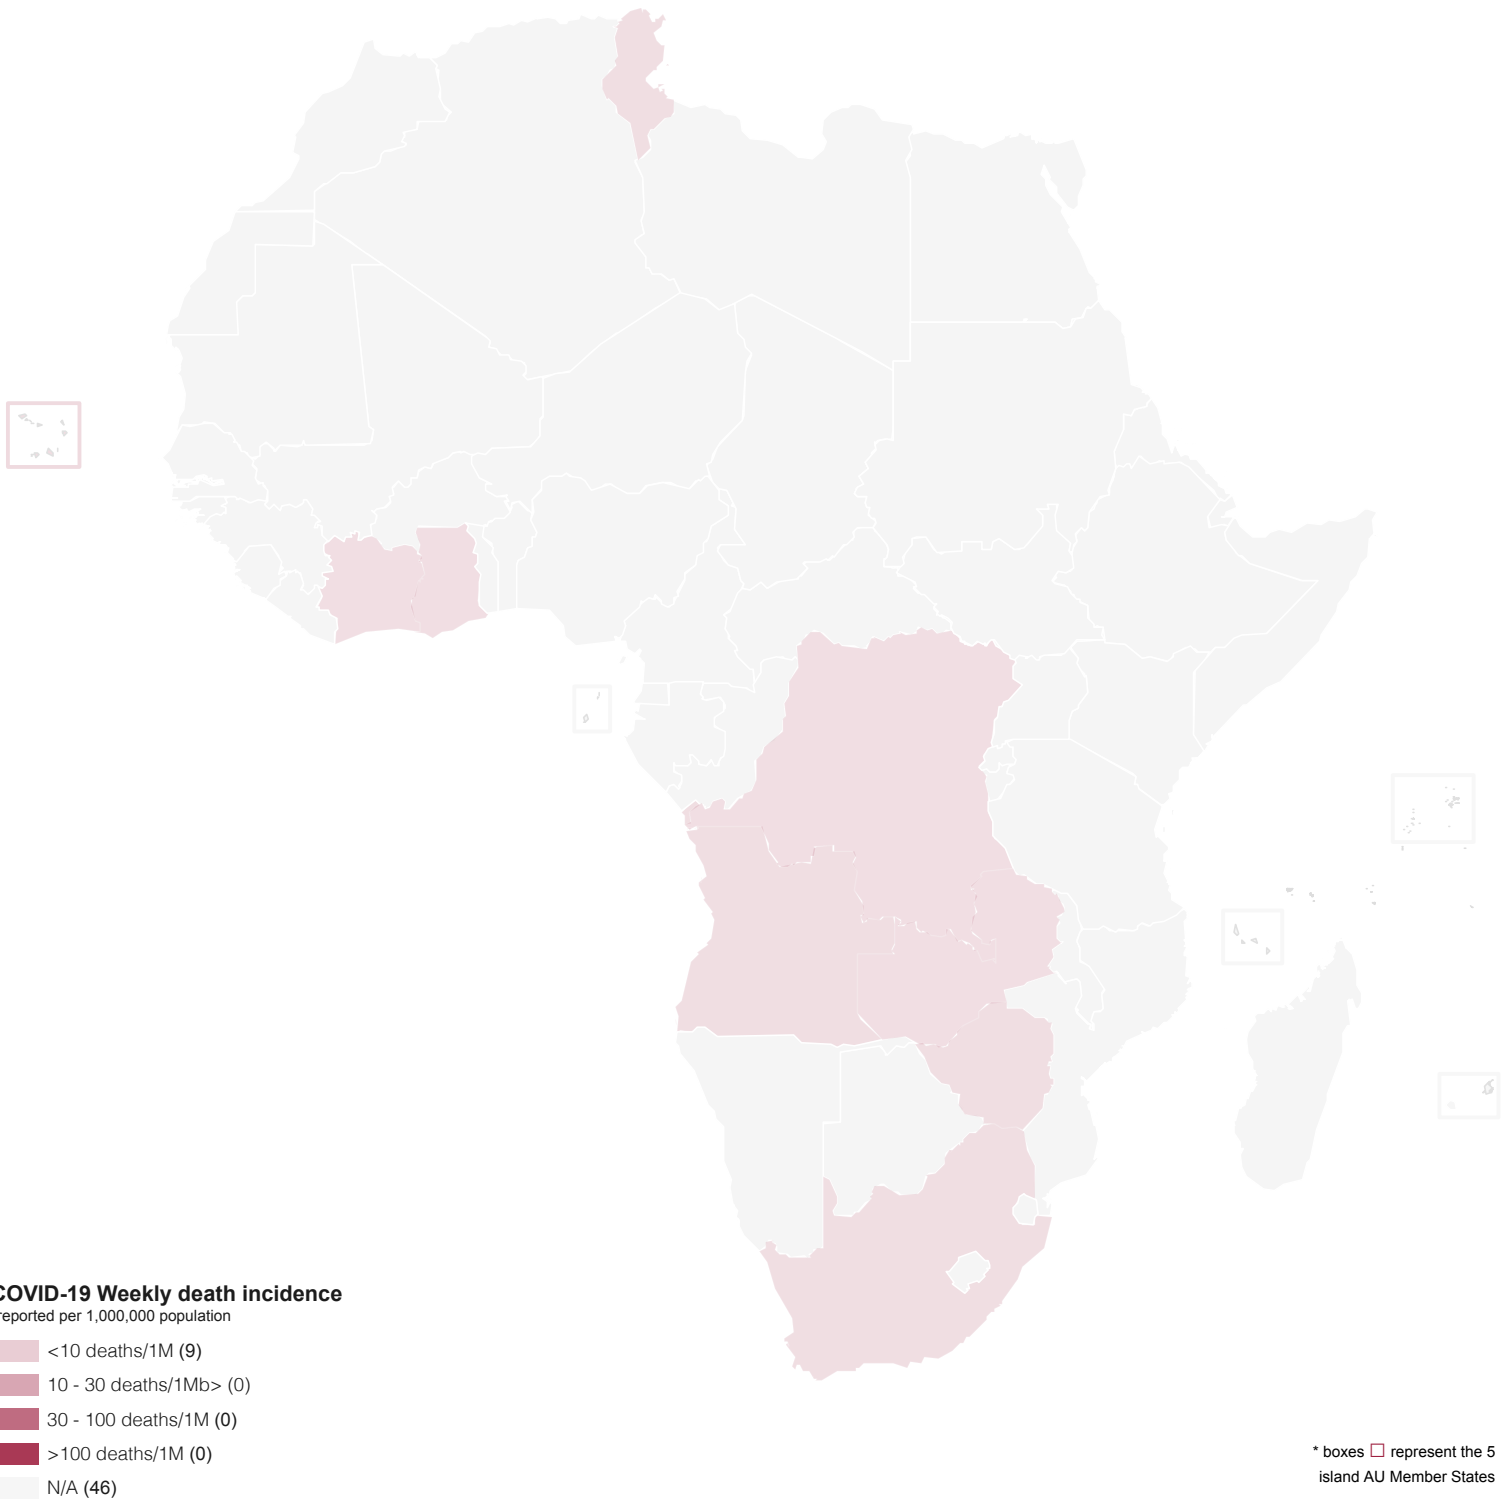 COVID-19 Weekly death incidence
reported per 1,000,000 population
<10 deaths/1M (9)
10 - 30 deaths/1Mb> (0)
30 - 100 deaths/1M (0)
>100 deaths/1M (0)
N/A (46)
* boxes □ represent the 5
island AU Member States